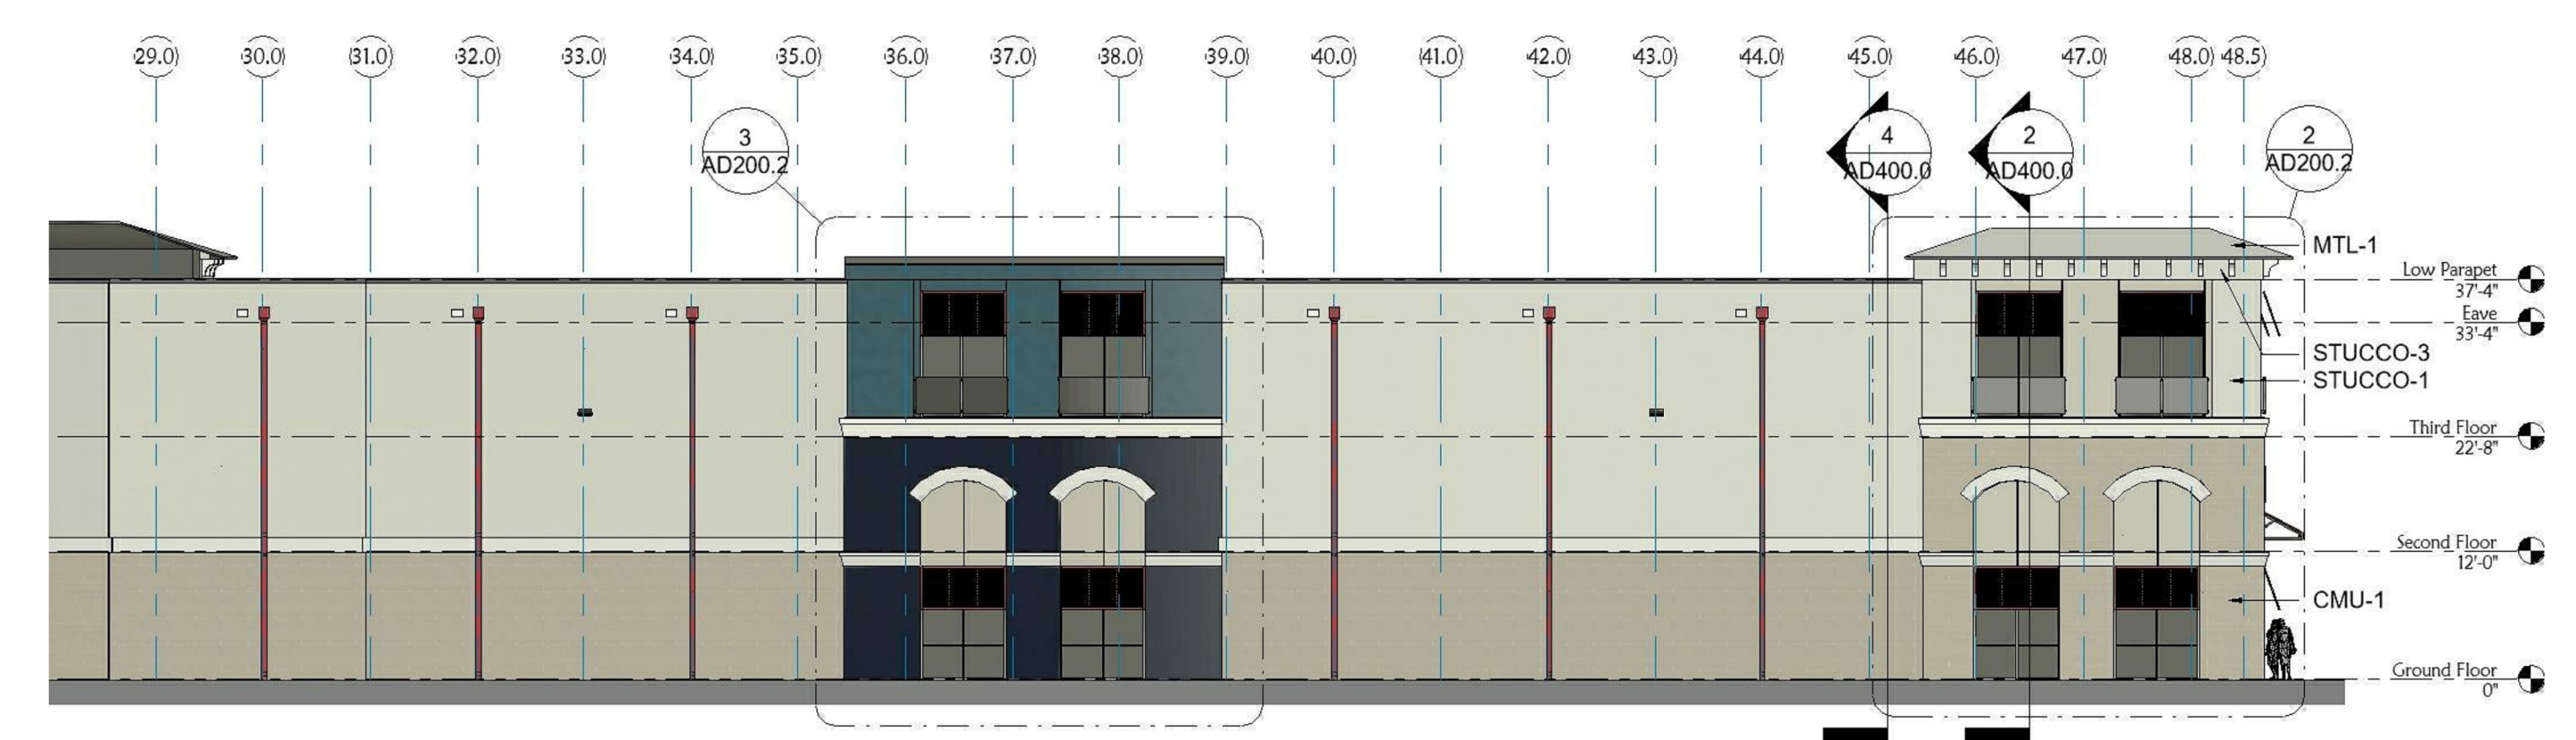 29.0
30.0
31.0
32.0
33.0
34.0
35.0
36.0
37.0
38.0
39.0
40.0
41.0
42.0
43.0
44.0
45.0
46.0
47.0
48.0
48.5
3
AD200.2
4
AD400.0
2
AD400.0
2
AD200.2
MTL-1
Low Parapet
37'-4"
Eave
33'-4"
STUCCO-3
STUCCO-1
Third Floor
22'-8"
Second Floor
12'-0"
CMU-1
Ground Floor
0"